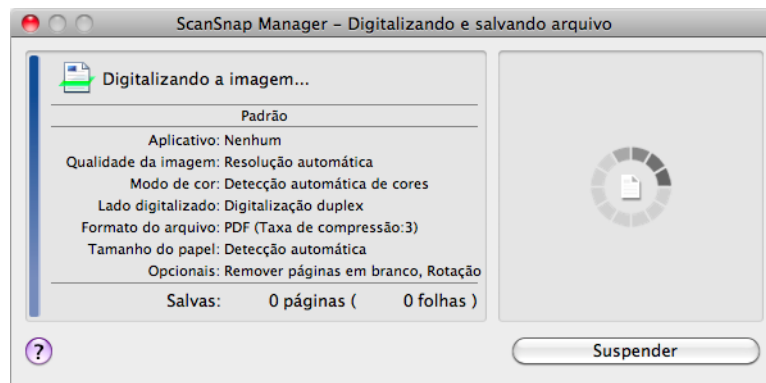 ScanSnap Manager – Digitalizando e salvando arquivo
Digitalizando a imagem...
Padrão
Aplicativo: Nenhum
Qualidade da imagem: Resolução automática
Modo de cor: Detecção automática de cores
Lado digitalizado: Digitalização duplex
Formato do arquivo: PDF (Taxa de compressão:3)
Tamanho do papel: Detecção automática
Opcionais: Remover páginas em branco, Rotação
Salvas: 0 páginas ( 0 folhas )
? Suspender